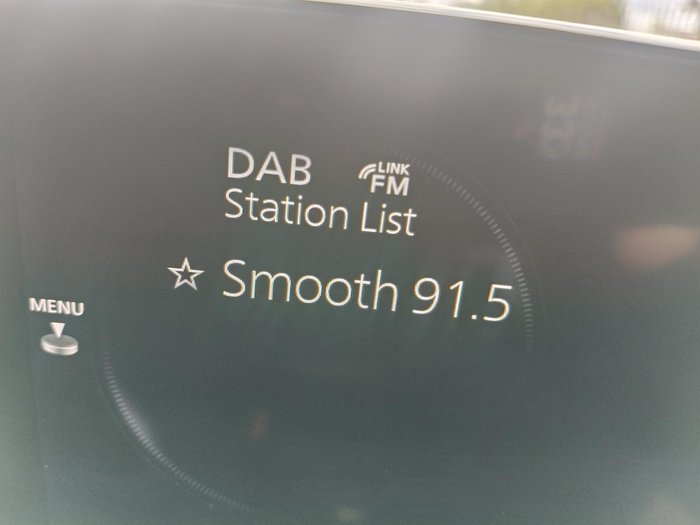 DAB LINK FM
Station List
☆ Smooth 91.5
MENU